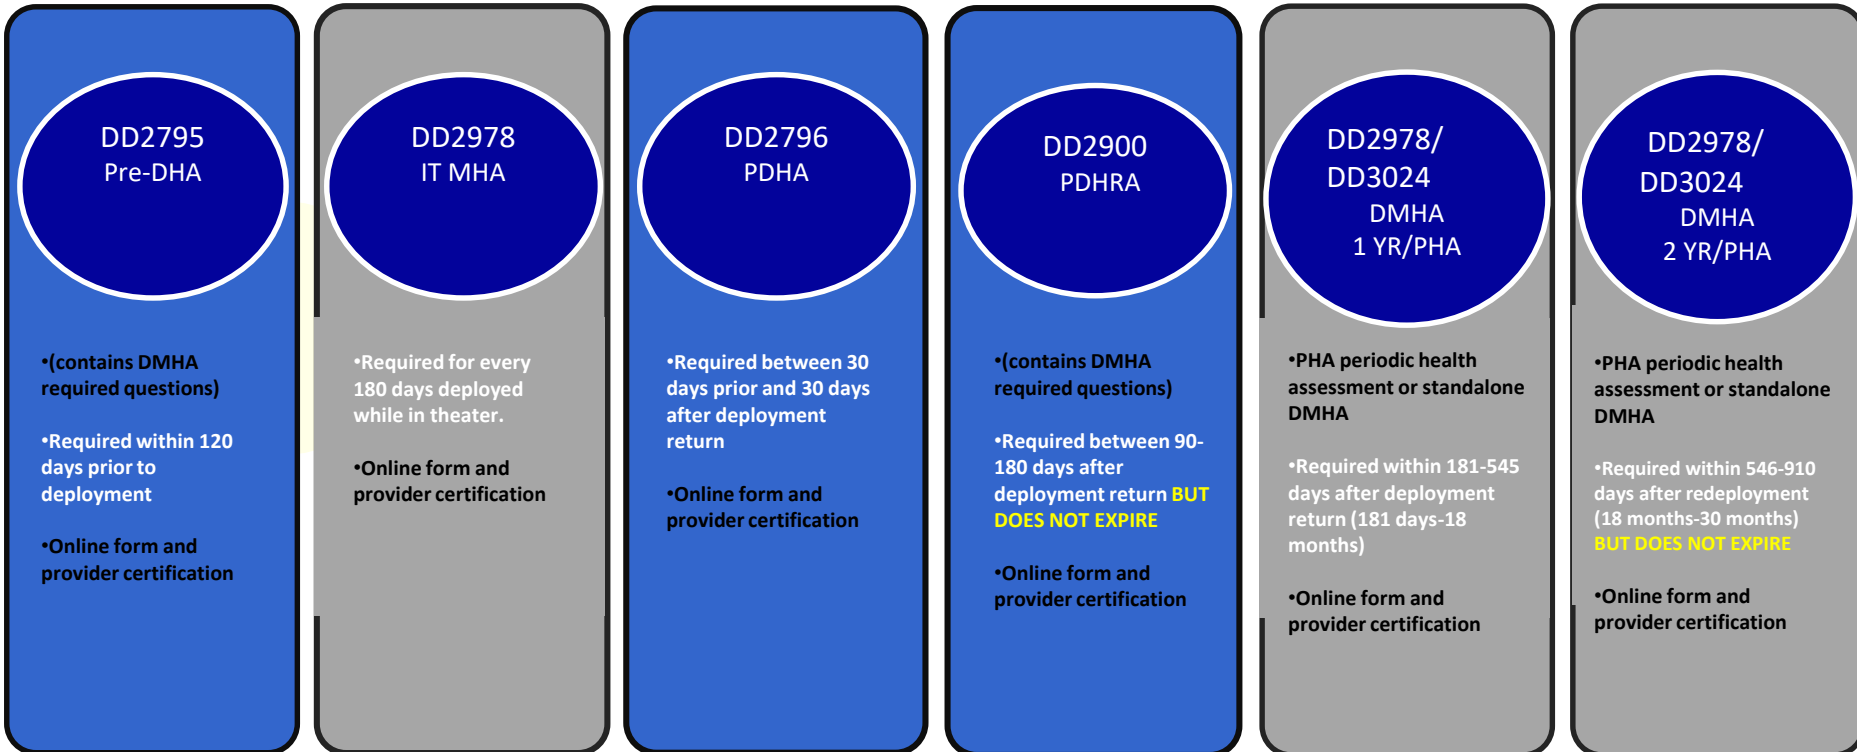 DD2795
Pre-DHA
•(contains DMHA
required questions)
•Required within 120
days prior to
deployment
•Online form and
provider certification
DD2978
IT MHA
•Required for every
180 days deployed
while in theater.
•Online form and
provider certification
DD2796
PDHA
•Required between 30
days prior and 30 days
after deployment
return
•Online form and
provider certification
DD2900
PDHRA
•(contains DMHA
required questions)
•Required between 90-
180 days after
deployment return BUT
DOES NOT EXPIRE
•Online form and
provider certification
DD2978/
DD3024
DMHA
1 YR/PHA
•PHA periodic health
assessment or standalone
DMHA
•Required within 181-545
days after deployment
return (181 days-18
months)
•Online form and
provider certification
DD2978/
DD3024
DMHA
2 YR/PHA
•PHA periodic health
assessment or standalone
DMHA
•Required within 546-910
days after redeployment
(18 months-30 months)
BUT DOES NOT EXPIRE
•Online form and
provider certification